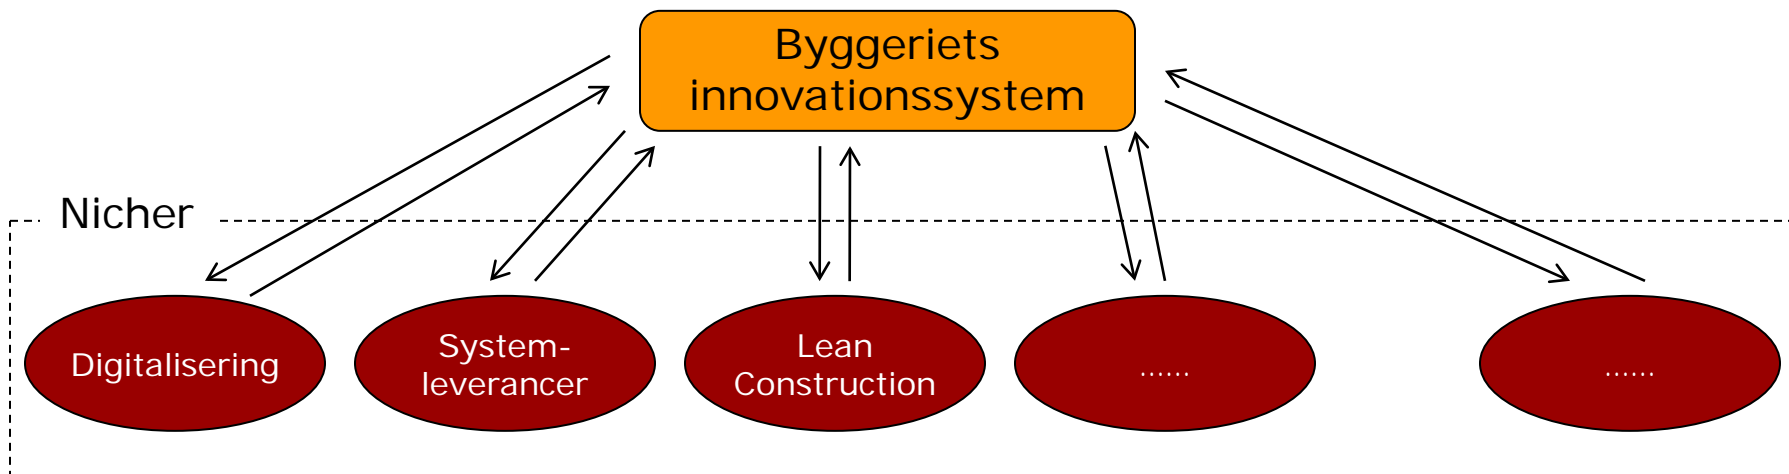 Byggeriets
innovationssystem
Nicher
Digitalisering
System-
leverancer
Lean
Construction
......
......